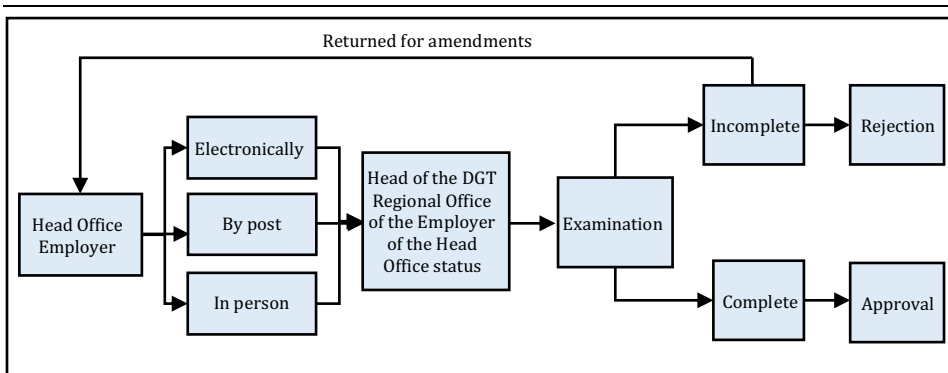 Returned for amendments
Incomplete
Rejection
Electronically
Head Office
Employer
By post
In person
Head of the DGT
Regional Office
of the Employer
of the Head
Office status
Examination
Complete
Approval